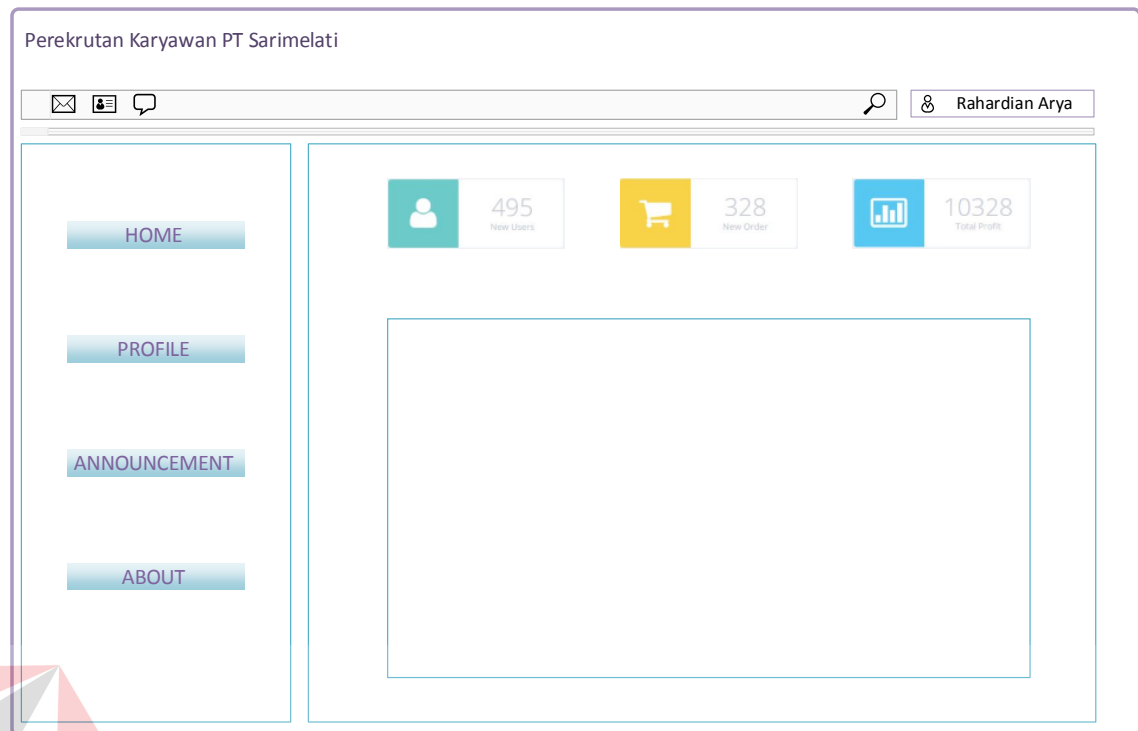 Perekrutan Karyawan PT Sarimelati
Rahardian Arya
HOME
PROFILE
ANNOUNCEMENT
ABOUT
495
New Users
328
New Order
10328
Total Profit